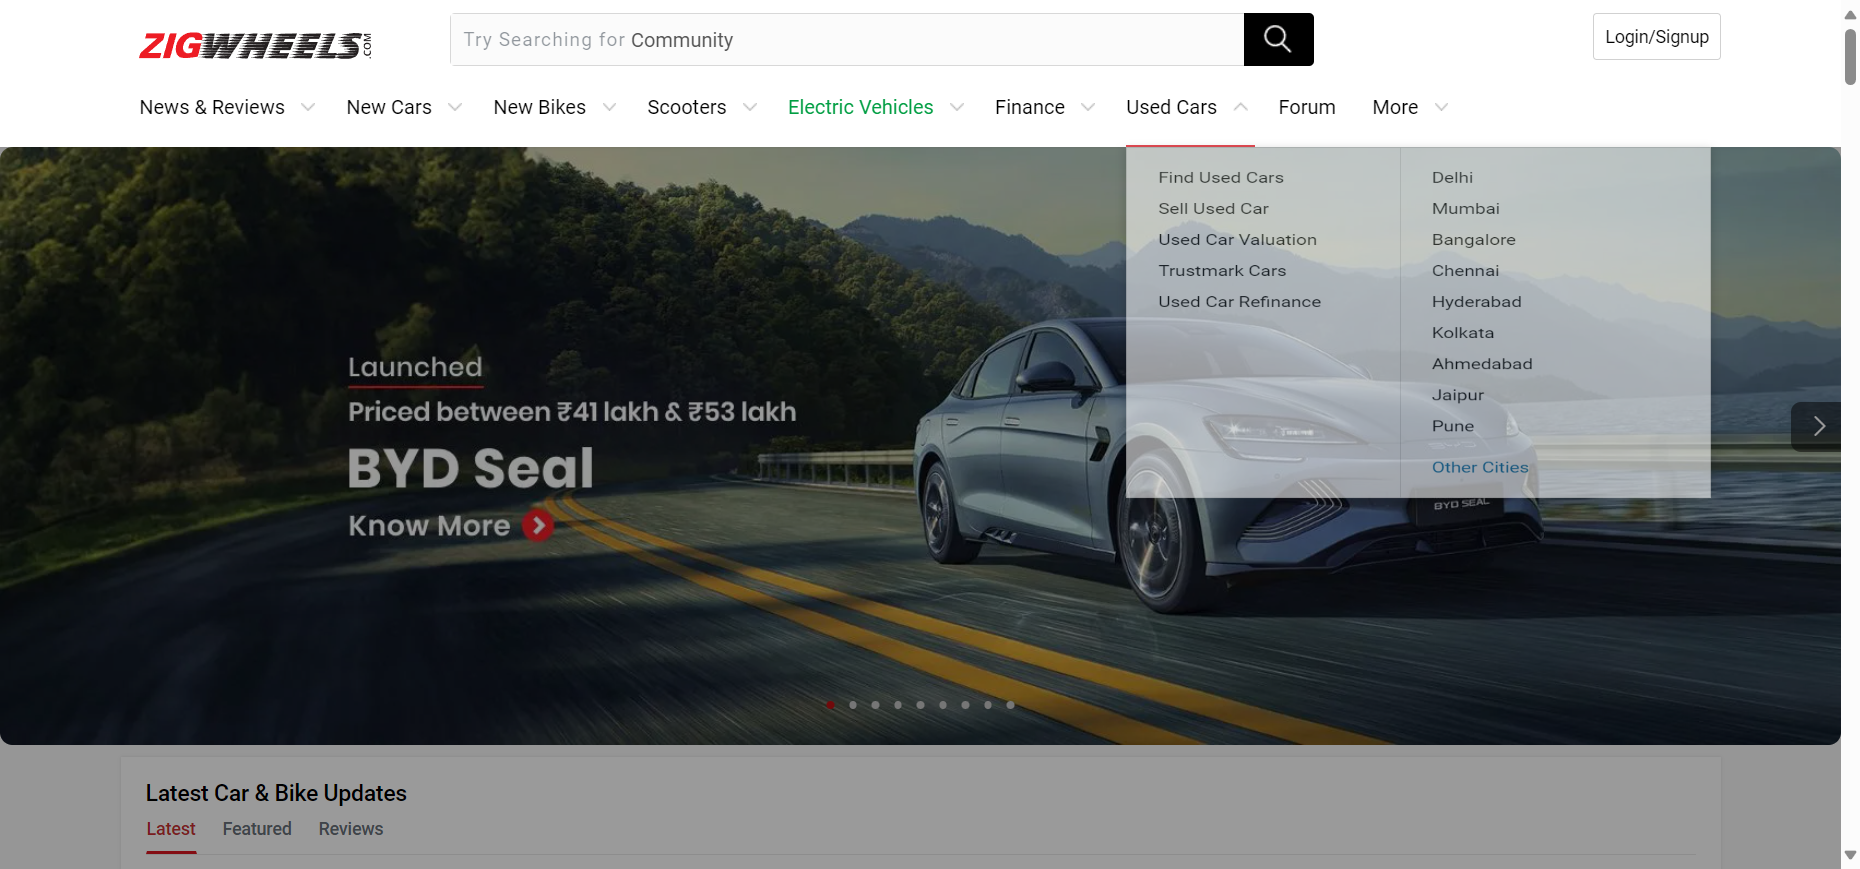 ZIGWHEELS.COM
Try Searching for Community
Login/Signup
News & Reviews
New Cars
New Bikes
Scooters
Electric Vehicles
Finance
Used Cars
Forum
More
Find Used Cars
Sell Used Car
Used Car Valuation
Trustmark Cars
Used Car Refinance
Delhi
Mumbai
Bangalore
Chennai
Hyderabad
Kolkata
Ahmedabad
Jaipur
Pune
Other Cities
Launched
Priced between ₹41 lakh & ₹53 lakh
BYD Seal
Know More
BYD SEAL
Latest Car & Bike Updates
Latest
Featured
Reviews